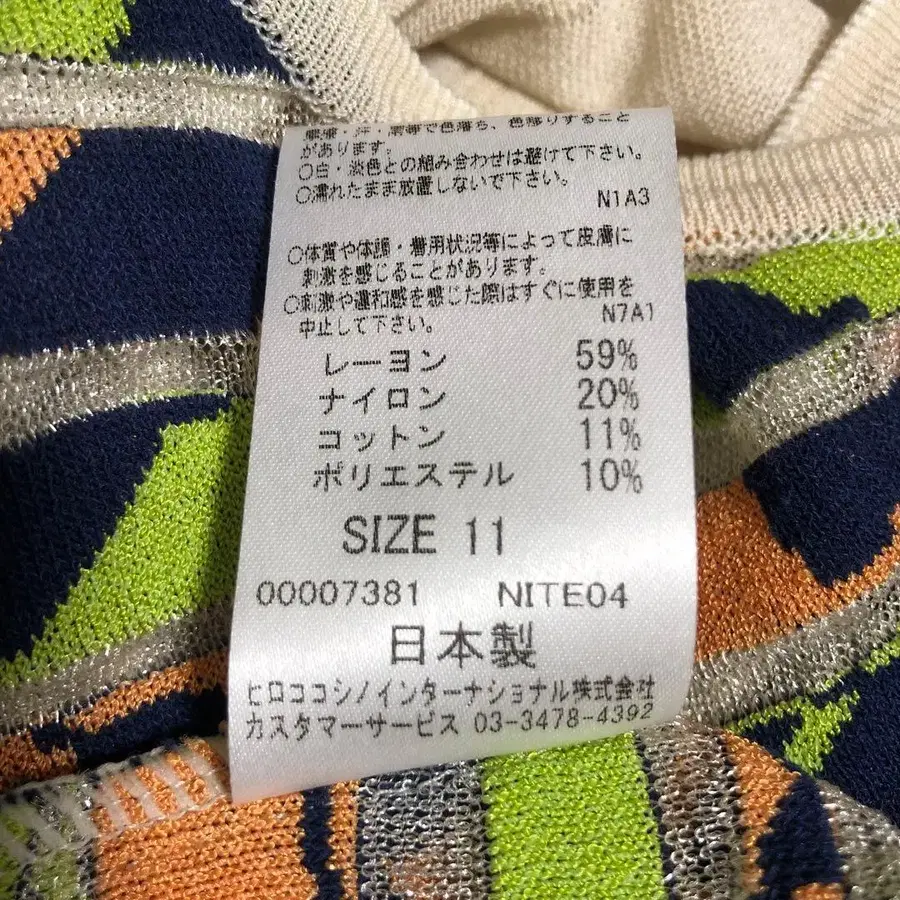 摩擦・汗・雨等で色落ち、色移りすること
があります。
○白・淡色との組み合わせは避けて下さい。
○濡れたまま放置しないで下さい。
N1A3
○体質や体調・着用状況等によって皮膚に
刺激を感じることがあります。
○刺激や違和感を感じた際はすぐに使用を
中止して下さい。
N7A1
レーヨン 59%
ナイロン 20%
コットン 11%
ポリエステル 10%
SIZE 11
00007381 NITE04
日本製
ヒロココシノインターナショナル株式会社
カスタマーサービス 03-3478-4392